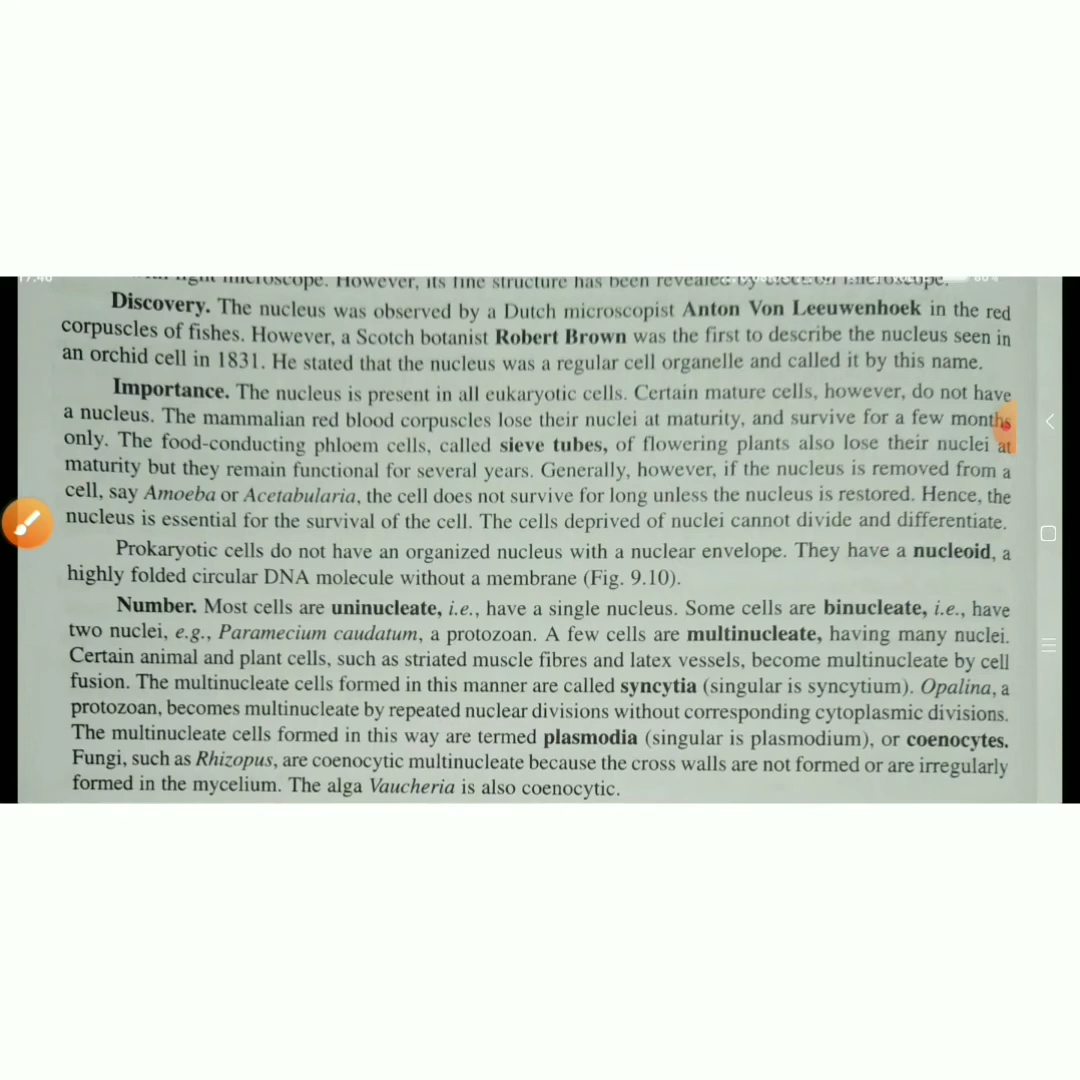 17:40
light microscope. However, its fine structure has been revealed by electron microscope.
Discovery. The nucleus was observed by a Dutch microscopist Anton Von Leeuwenhoek in the red
corpuscles of fishes. However, a Scotch botanist Robert Brown was the first to describe the nucleus seen in
an orchid cell in 1831. He stated that the nucleus was a regular cell organelle and called it by this name.
Importance. The nucleus is present in all eukaryotic cells. Certain mature cells, however, do not have
a nucleus. The mammalian red blood corpuscles lose their nuclei at maturity, and survive for a few months
only. The food-conducting phloem cells, called sieve tubes, of flowering plants also lose their nuclei at
maturity but they remain functional for several years. Generally, however, if the nucleus is removed from a
cell, say Amoeba or Acetabularia, the cell does not survive for long unless the nucleus is restored. Hence, the
nucleus is essential for the survival of the cell. The cells deprived of nuclei cannot divide and differentiate.
Prokaryotic cells do not have an organized nucleus with a nuclear envelope. They have a nucleoid, a
highly folded circular DNA molecule without a membrane (Fig. 9.10).
Number. Most cells are uninucleate, i.e., have a single nucleus. Some cells are binucleate, i.e., have
two nuclei, e.g., Paramecium caudatum, a protozoan. A few cells are multinucleate, having many nuclei.
Certain animal and plant cells, such as striated muscle fibres and latex vessels, become multinucleate by cell
fusion. The multinucleate cells formed in this manner are called syncytia (singular is syncytium). Opalina, a
protozoan, becomes multinucleate by repeated nuclear divisions without corresponding cytoplasmic divisions.
The multinucleate cells formed in this way are termed plasmodia (singular is plasmodium), or coenocytes.
Fungi, such as Rhizopus, are coenocytic multinucleate because the cross walls are not formed or are irregularly
formed in the mycelium. The alga Vaucheria is also coenocytic.